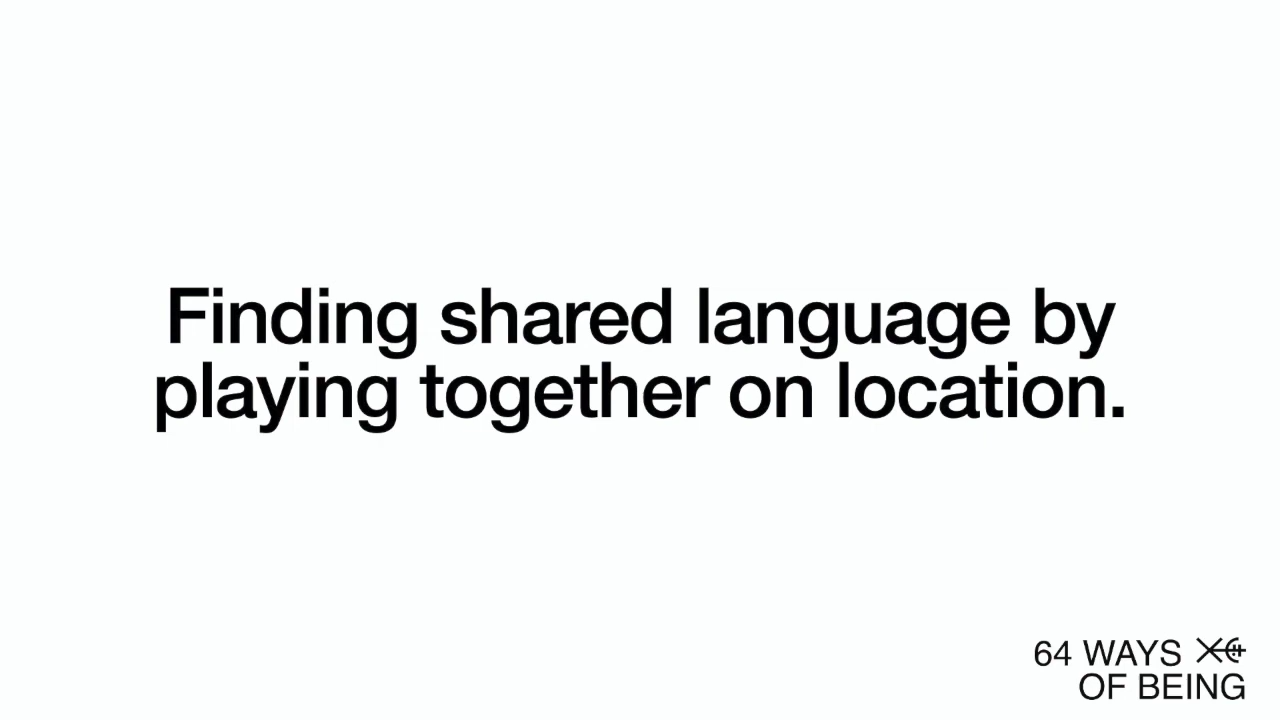 Finding shared language by
playing together on location.
64 WAYS
OF BEING